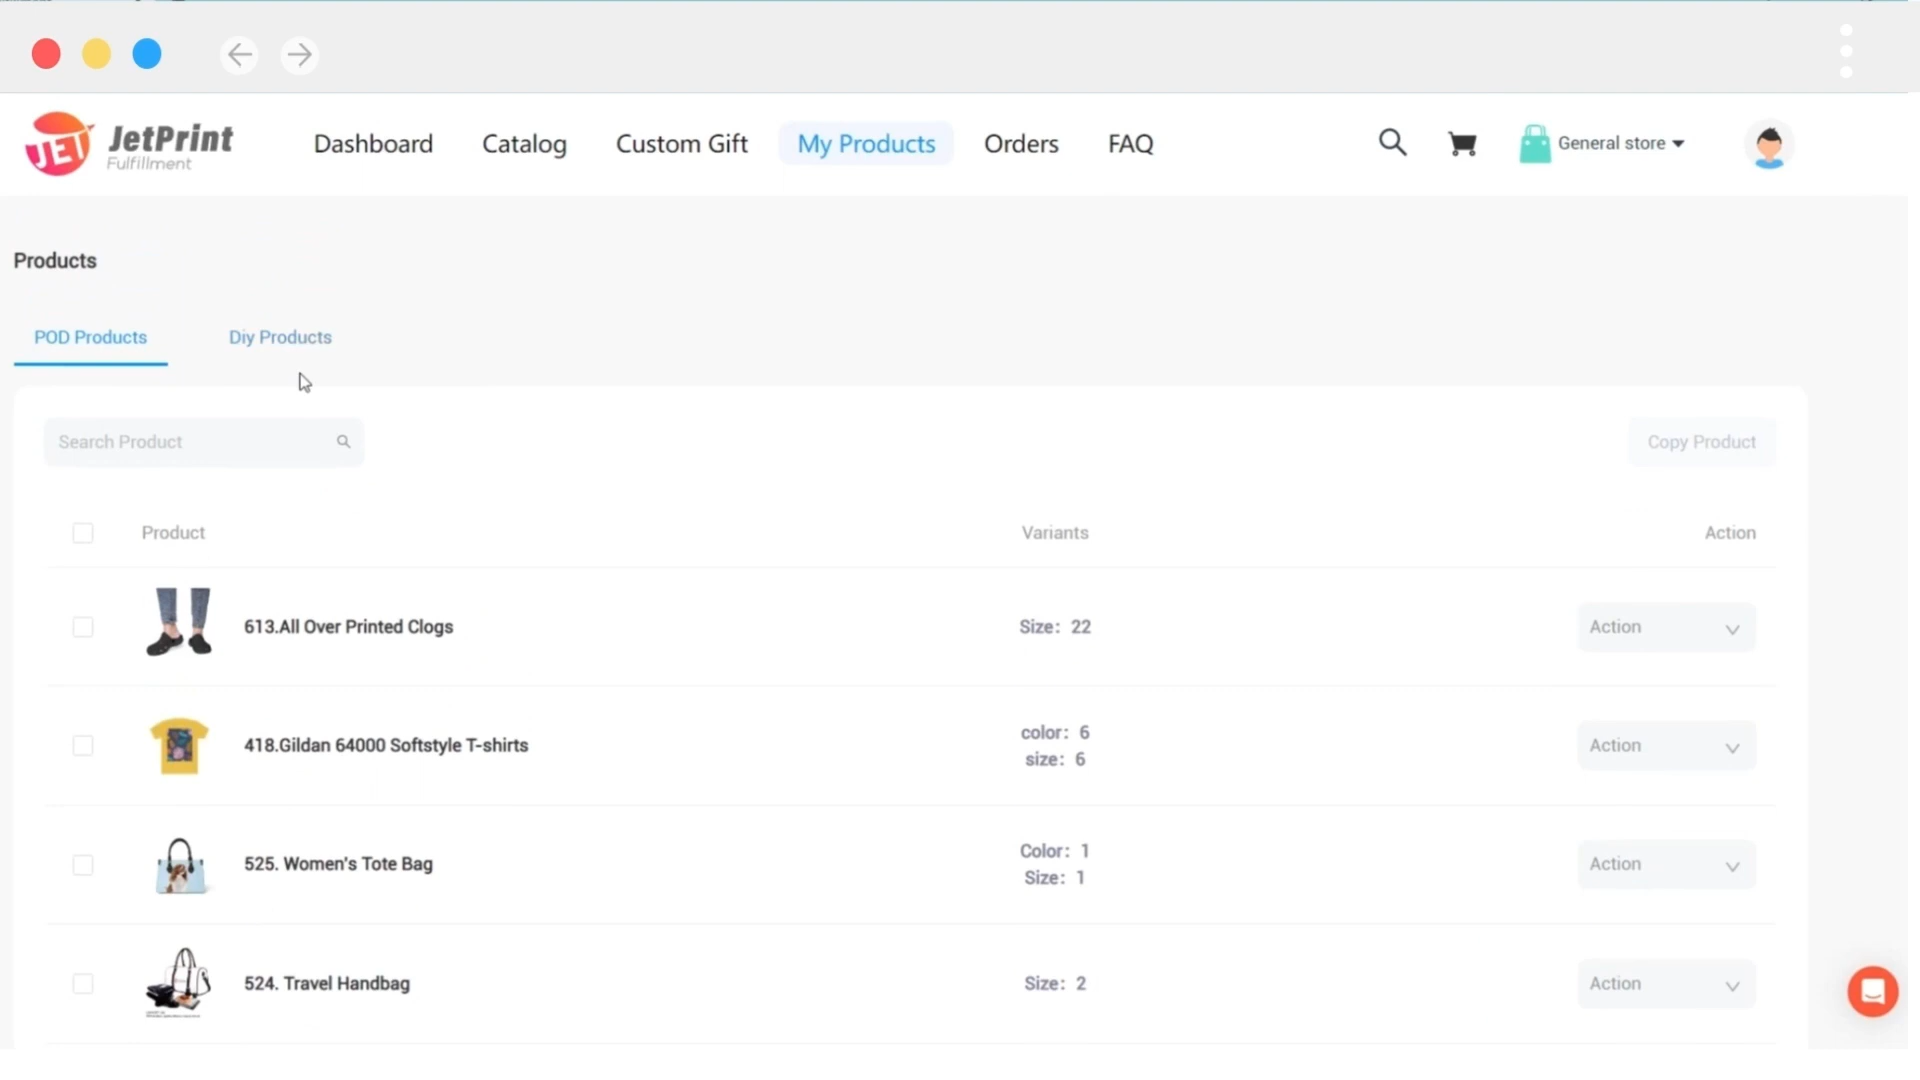 JET JetPrint
Fulfillment
Dashboard
Catalog
Custom Gift
My Products
Orders
FAQ
General store
Products
POD Products
Diy Products
Search Product
Copy Product
Product
Variants
Action
613.All Over Printed Clogs
Size: 22
Action
418.Gildan 64000 Softstyle T-shirts
color: 6
size: 6
Action
525. Women's Tote Bag
Color: 1
Size: 1
Action
524. Travel Handbag
Size: 2
Action